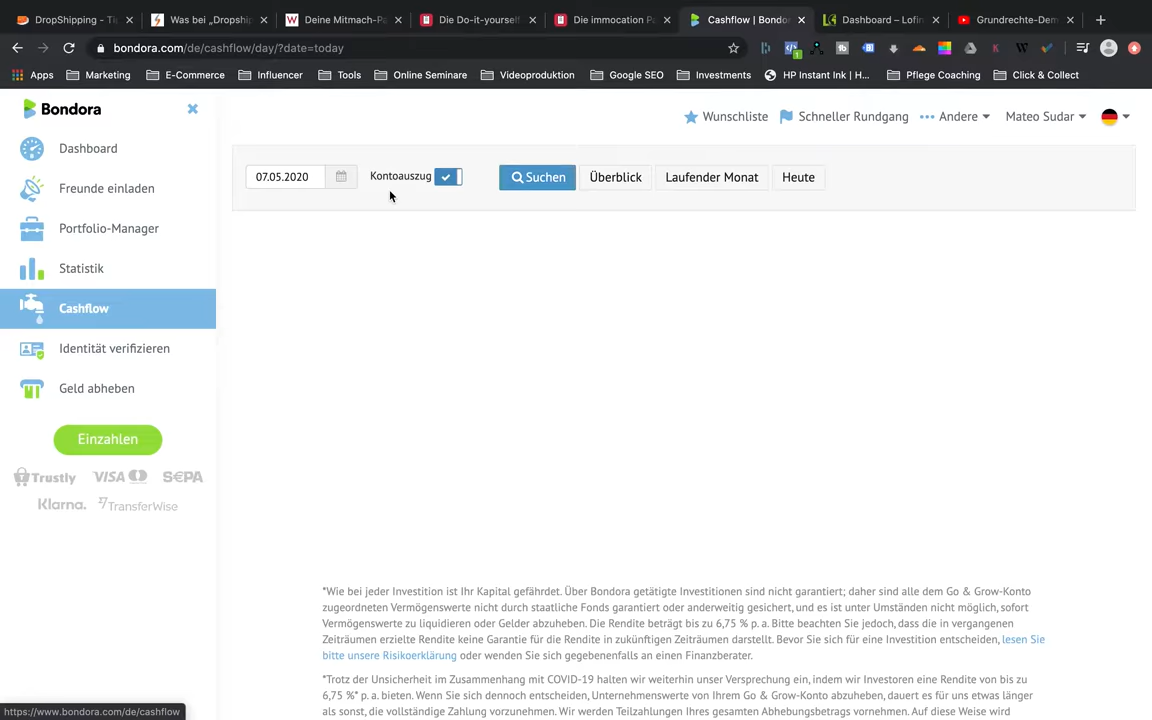 DropShipping - Ti
Was bei „Dropship
Deine Mitmach-Pa
Die Do-it-yourself
Die immocation Pa
Cashflow | Bondor
Dashboard – Lofin
Grundrechte-Dem
bondora.com/de/cashflow/day/?date=today
Apps
Marketing
E-Commerce
Influencer
Tools
Online Seminare
Videoproduktion
Google SEO
Investments
HP Instant Ink | H...
Pflege Coaching
Click & Collect
Bondora
Wunschliste
Schneller Rundgang
Andere
Mateo Sudar
Dashboard
Freunde einladen
Portfolio-Manager
Statistik
Cashflow
Identität verifizieren
Geld abheben
Einzahlen
Trustly VISA SEPA
Klarna. TransferWise
07.05.2020
Kontoauszug
Suchen
Überblick
Laufender Monat
Heute
*Wie bei jeder Investition ist Ihr Kapital gefährdet. Über Bondora getätigte Investitionen sind nicht garantiert; daher sind alle dem Go & Grow-Konto
zugeordneten Vermögenswerte nicht durch staatliche Fonds garantiert oder anderweitig gesichert, und es ist unter Umständen nicht möglich, sofort
Vermögenswerte zu liquidieren oder Gelder abzuheben. Die Rendite beträgt bis zu 6,75 % p. a. Bitte beachten Sie jedoch, dass die in vergangenen
Zeiträumen erzielte Rendite keine Garantie für die Rendite in zukünftigen Zeiträumen darstellt. Bevor Sie sich für eine Investition entscheiden, lesen Sie
bitte unsere Risikoerklärung oder wenden Sie sich gegebenenfalls an einen Finanzberater.
*Trotz der Unsicherheit im Zusammenhang mit COVID-19 halten wir weiterhin unser Versprechung ein, indem wir Investoren eine Rendite von bis zu
6,75 %* p. a. bieten. Wenn Sie sich dennoch entscheiden, Unternehmenswerte von Ihrem Go & Grow-Konto abzuheben, dauert es für uns etwas länger
als sonst, die vollständige Zahlung vorzunehmen. Wir werden Teilzahlungen Ihres gesamten Abhebungsbetrags vornehmen. Auf diese Weise wird
https://www.bondora.com/de/cashflow